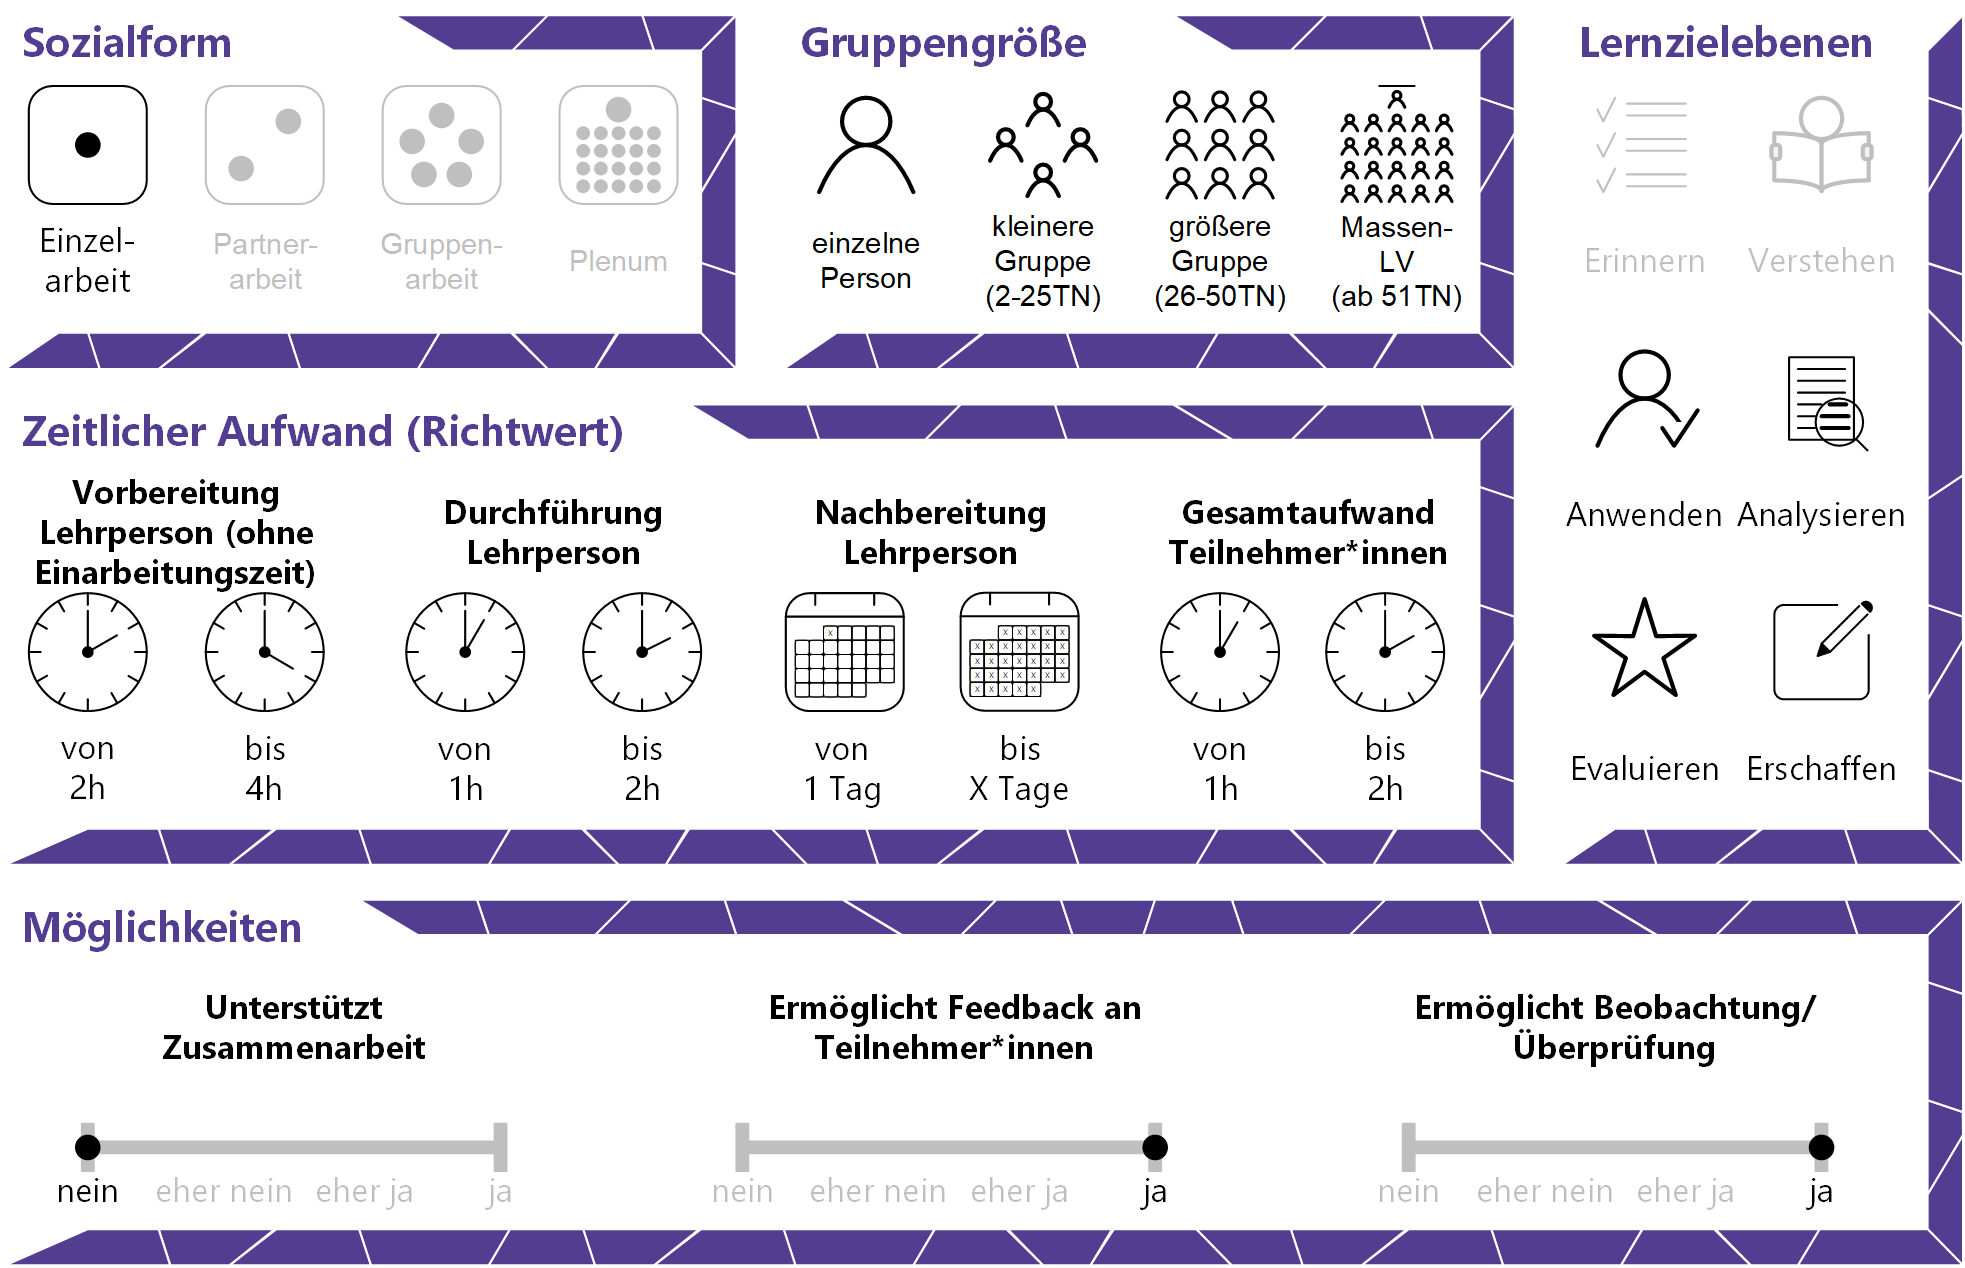 Sozialform
Einzel-
arbeit
Partner-
arbeit
Gruppen-
arbeit
Plenum
Gruppengröße
einzelne
Person
kleinere
Gruppe
(2-25TN)
größere
Gruppe
(26-50TN)
Massen-
LV
(ab 51TN)
Lernzielebenen
Erinnern
Verstehen
Anwenden
Analysieren
Evaluieren
Erschaffen
Zeitlicher Aufwand (Richtwert)
Vorbereitung
Lehrperson (ohne
Einarbeitungszeit)
von
2h
bis
4h
Durchführung
Lehrperson
von
1h
bis
2h
Nachbereitung
Lehrperson
von
1 Tag
bis
X Tage
Gesamtaufwand
Teilnehmer*innen
von
1h
bis
2h
Möglichkeiten
Unterstützt
Zusammenarbeit
nein eher nein eher ja ja
Ermöglicht Feedback an
Teilnehmer*innen
nein eher nein eher ja ja
Ermöglicht Beobachtung/
Überprüfung
nein eher nein eher ja ja